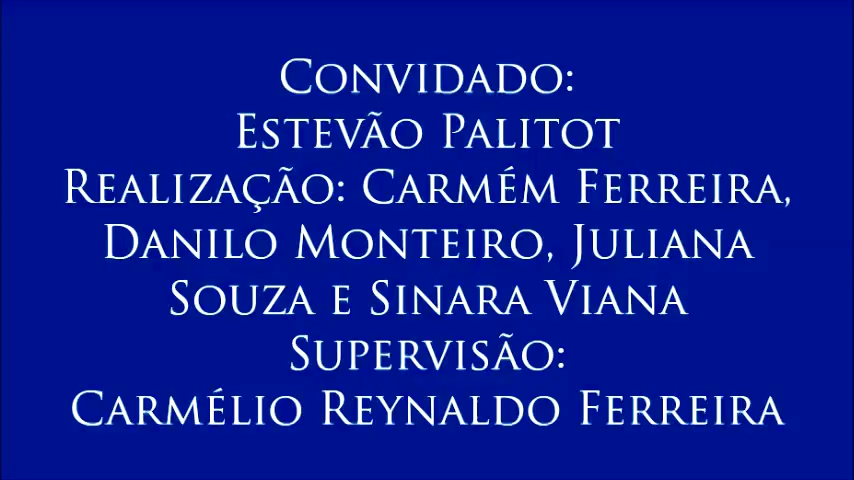 Convidado:
Estevão Palitot
Realização: Carmém Ferreira,
Danilo Monteiro, Juliana
Souza e Sinara Viana
Supervisão:
Carmélio Reynaldo Ferreira